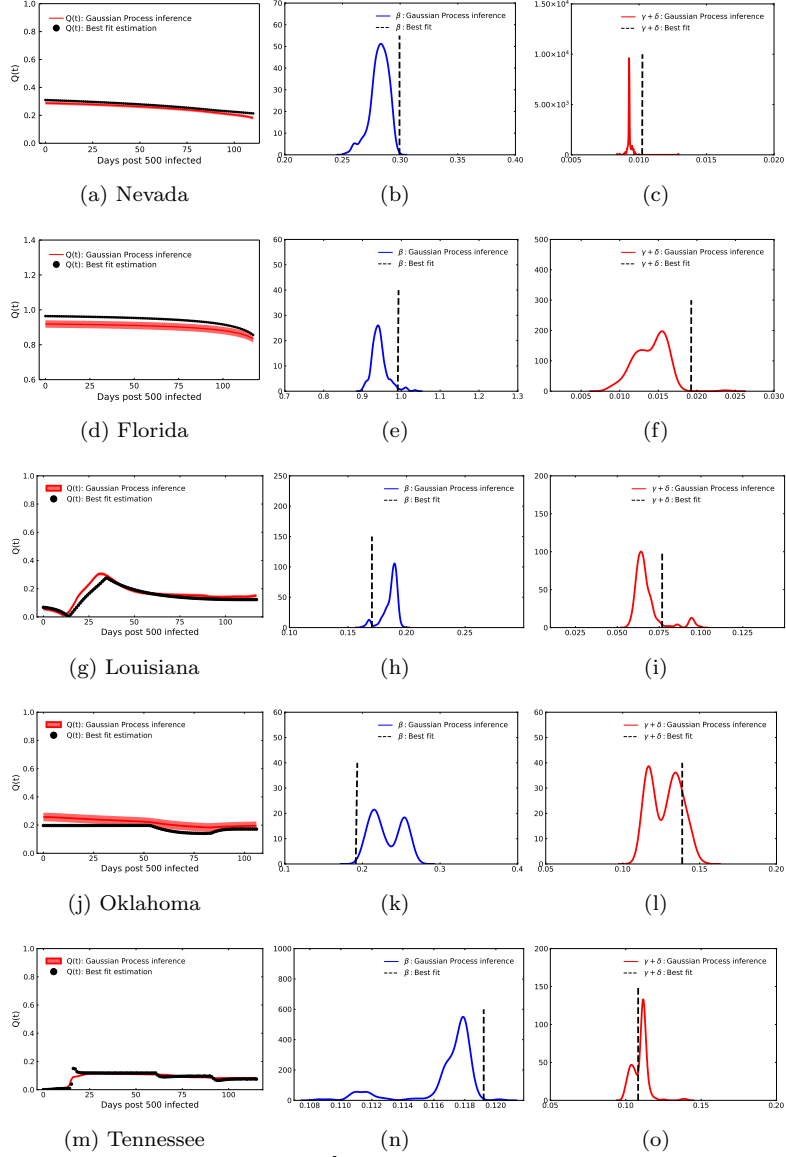 Q(t): Gaussian Process inference
Q(t): Best fit estimation
Q(t)
1.0
0.8
0.6
0.4
0.2
0.0
0 25 50 75 100
Days post 500 infected
(a) Nevada
β : Gaussian Process inference
β : Best fit
70
60
50
40
30
20
10
0
0.20 0.25 0.30 0.35 0.40
(b)
γ + δ : Gaussian Process inference
γ + δ : Best fit
1.50×10⁴
1.00×10⁴
5.00×10³
0
0.005 0.010 0.015 0.020
(c)
Q(t): Gaussian Process inference
Q(t): Best fit estimation
Q(t)
1.4
1.2
1.0
0.8
0.6
0 25 50 75 100
Days post 500 infected
(d) Florida
β : Gaussian Process inference
β : Best fit
60
50
40
30
20
10
0
0.7 0.8 0.9 1.0 1.1 1.2 1.3
(e)
γ + δ : Gaussian Process inference
γ + δ : Best fit
500
400
300
200
100
0
0.005 0.010 0.015 0.020 0.025 0.030
(f)
Q(t): Gaussian Process inference
Q(t): Best fit estimation
Q(t)
1.0
0.8
0.6
0.4
0.2
0.0
0 25 50 75 100
Days post 500 infected
(g) Louisiana
β : Gaussian Process inference
β : Best fit
250
200
150
100
50
0
0.10 0.15 0.20 0.25
(h)
γ + δ : Gaussian Process inference
γ + δ : Best fit
200
150
100
50
0
0.025 0.050 0.075 0.100 0.125
(i)
Q(t): Gaussian Process inference
Q(t): Best fit estimation
Q(t)
1.0
0.8
0.6
0.4
0.2
0.0
0 25 50 75 100
Days post 500 infected
(j) Oklahoma
β : Gaussian Process inference
β : Best fit
60
50
40
30
20
10
0
0.1 0.2 0.3 0.4
(k)
γ + δ : Gaussian Process inference
γ + δ : Best fit
60
50
40
30
20
10
0
0.05 0.10 0.15 0.20
(l)
Q(t): Gaussian Process inference
Q(t): Best fit estimation
Q(t)
1.0
0.8
0.6
0.4
0.2
0.0
0 25 50 75 100
Days post 500 infected
(m) Tennessee
β : Gaussian Process inference
β : Best fit
1000
800
600
400
200
0
0.108 0.110 0.112 0.114 0.116 0.118 0.120
(n)
γ + δ : Gaussian Process inference
γ + δ : Best fit
200
150
100
50
0
0.05 0.10 0.15 0.20
(o)